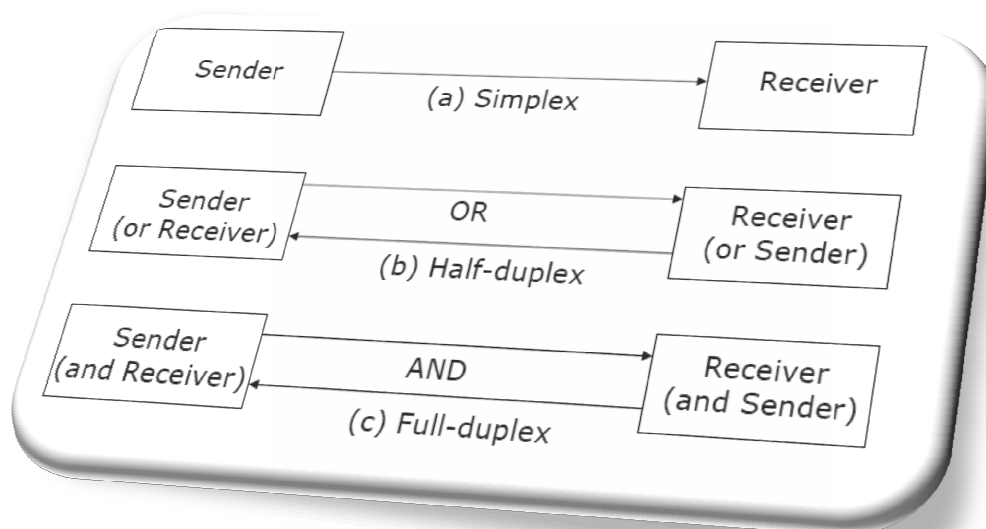 Sender
Receiver
(a) Simplex
Sender
(or Receiver)
OR
Receiver
(or Sender)
(b) Half-duplex
Sender
(and Receiver)
AND
Receiver
(and Sender)
(c) Full-duplex